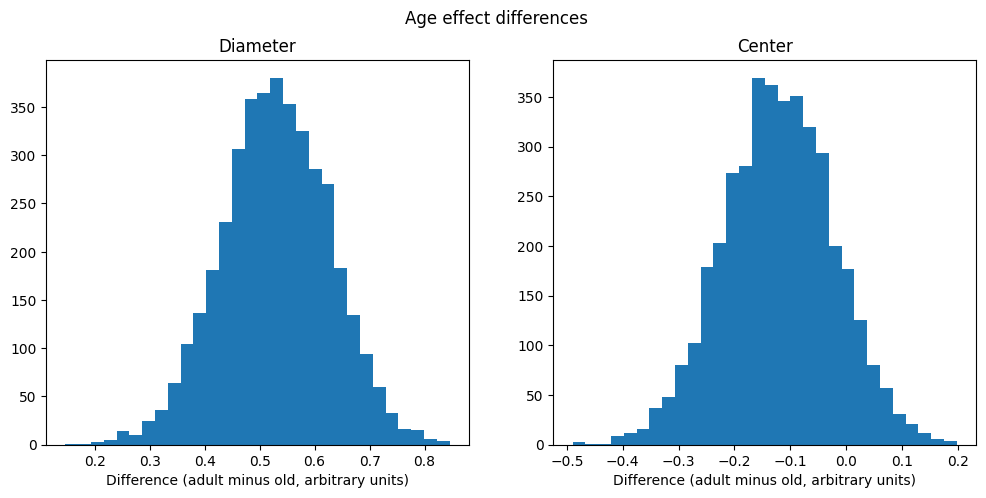 Age effect differences
Diameter
350
300
250
200
150
100
50
0
0.2 0.3 0.4 0.5 0.6 0.7 0.8
Difference (adult minus old, arbitrary units)
Center
350
300
250
200
150
100
50
0
−0.5 −0.4 −0.3 −0.2 −0.1 0.0 0.1 0.2
Difference (adult minus old, arbitrary units)